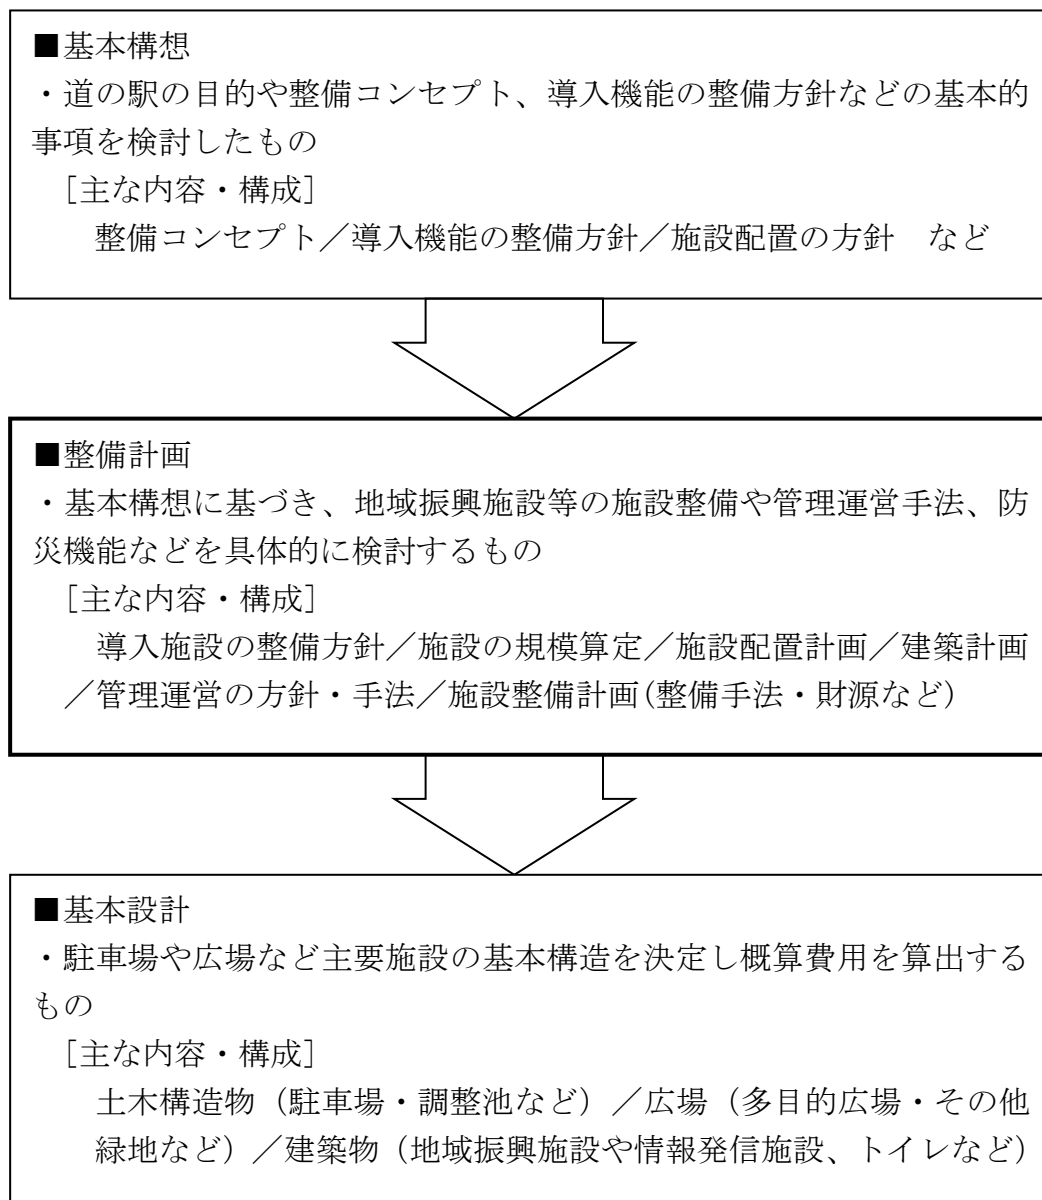 ■基本構想
・道の駅の目的や整備コンセプト、導入機能の整備方針などの基本的
事項を検討したもの
［主な内容・構成］
整備コンセプト／導入機能の整備方針／施設配置の方針　など
■整備計画
・基本構想に基づき、地域振興施設等の施設整備や管理運営手法、防
災機能などを具体的に検討するもの
［主な内容・構成］
導入施設の整備方針／施設の規模算定／施設配置計画／建築計画
／管理運営の方針・手法／施設整備計画(整備手法・財源など)
■基本設計
・駐車場や広場など主要施設の基本構造を決定し概算費用を算出する
もの
［主な内容・構成］
土木構造物（駐車場・調整池など）／広場（多目的広場・その他
緑地など）／建築物（地域振興施設や情報発信施設、トイレなど）